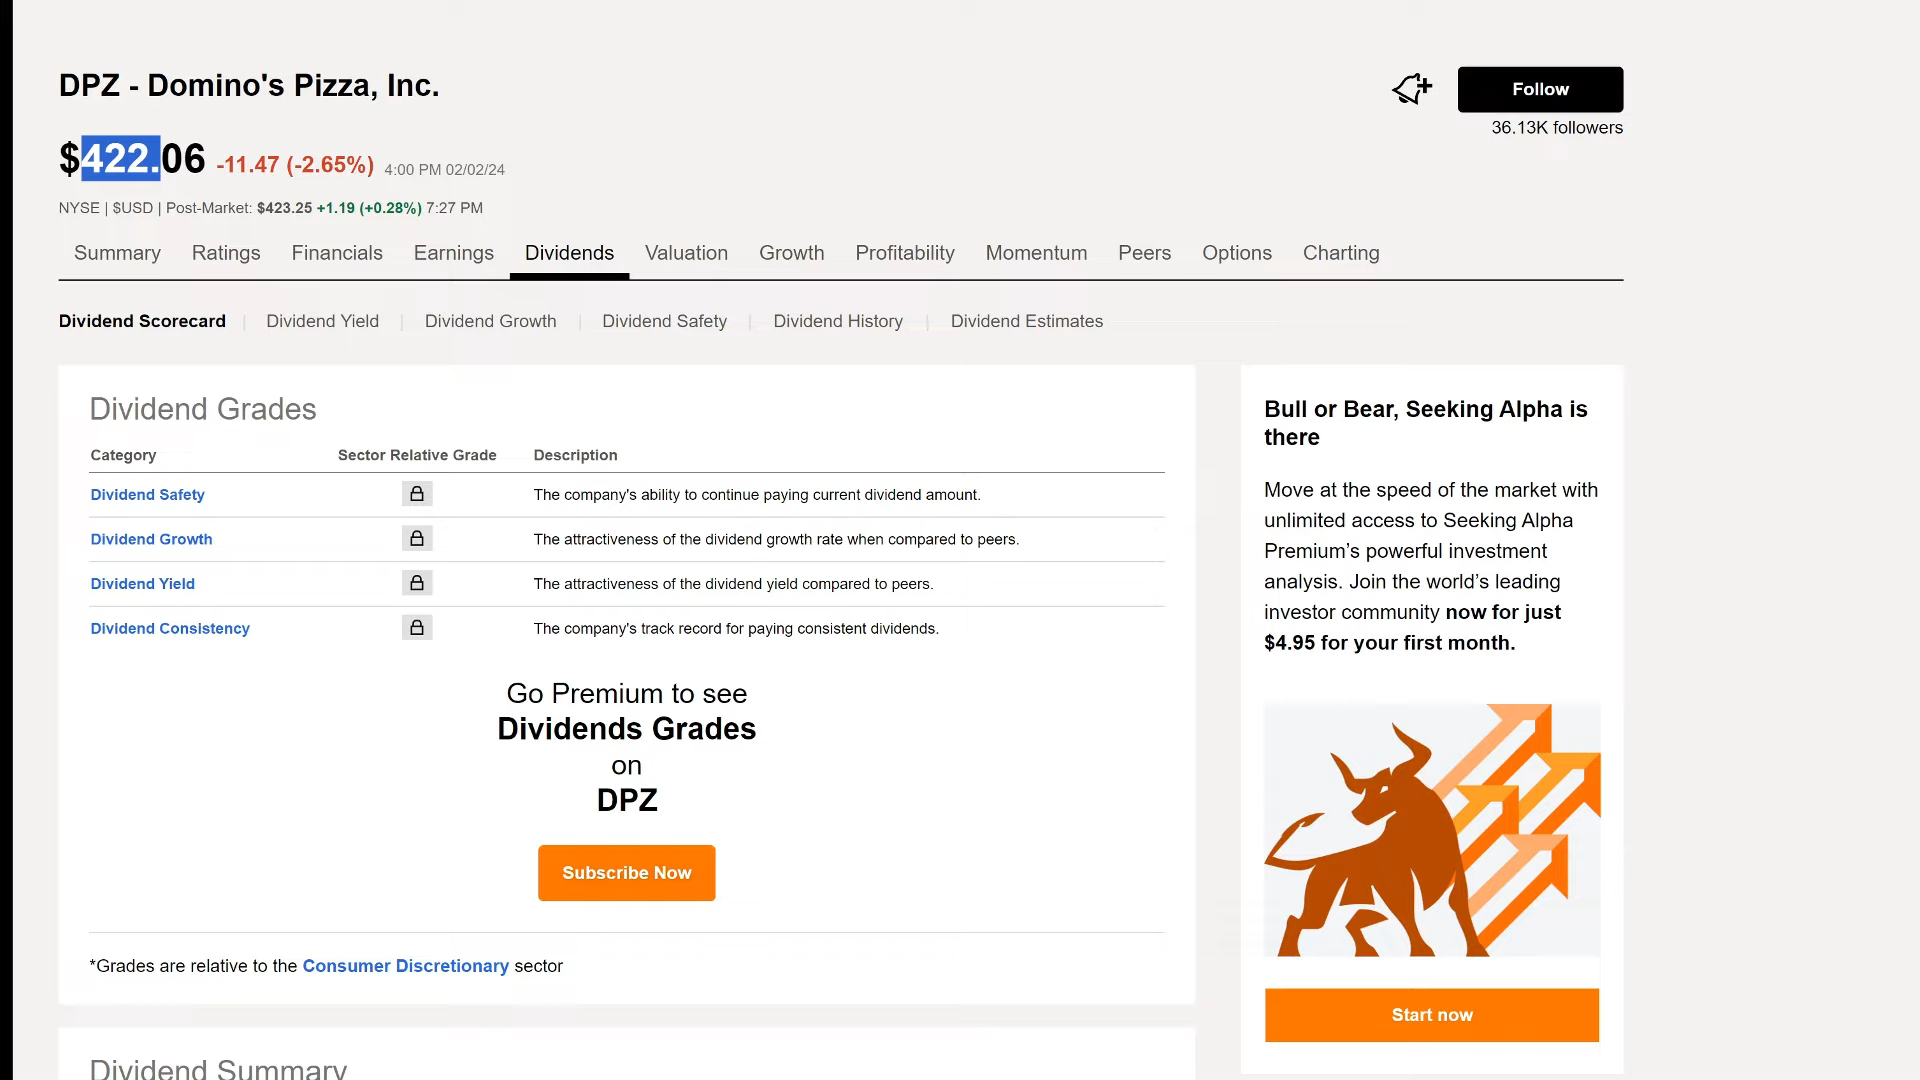 DPZ - Domino's Pizza, Inc.
Follow
36.13K followers
$422.06 -11.47 (-2.65%) 4:00 PM 02/02/24
NYSE | $USD | Post-Market: $423.25 +1.19 (+0.28%) 7:27 PM
Summary Ratings Financials Earnings Dividends Valuation Growth Profitability Momentum Peers Options Charting
Dividend Scorecard | Dividend Yield | Dividend Growth | Dividend Safety | Dividend History | Dividend Estimates
Dividend Grades
Category Sector Relative Grade Description
Dividend Safety The company's ability to continue paying current dividend amount.
Dividend Growth The attractiveness of the dividend growth rate when compared to peers.
Dividend Yield The attractiveness of the dividend yield compared to peers.
Dividend Consistency The company's track record for paying consistent dividends.
Go Premium to see
Dividends Grades
on
DPZ
Subscribe Now
*Grades are relative to the Consumer Discretionary sector
Dividend Summary
Bull or Bear, Seeking Alpha is
there
Move at the speed of the market with
unlimited access to Seeking Alpha
Premium’s powerful investment
analysis. Join the world’s leading
investor community now for just
$4.95 for your first month.
Start now